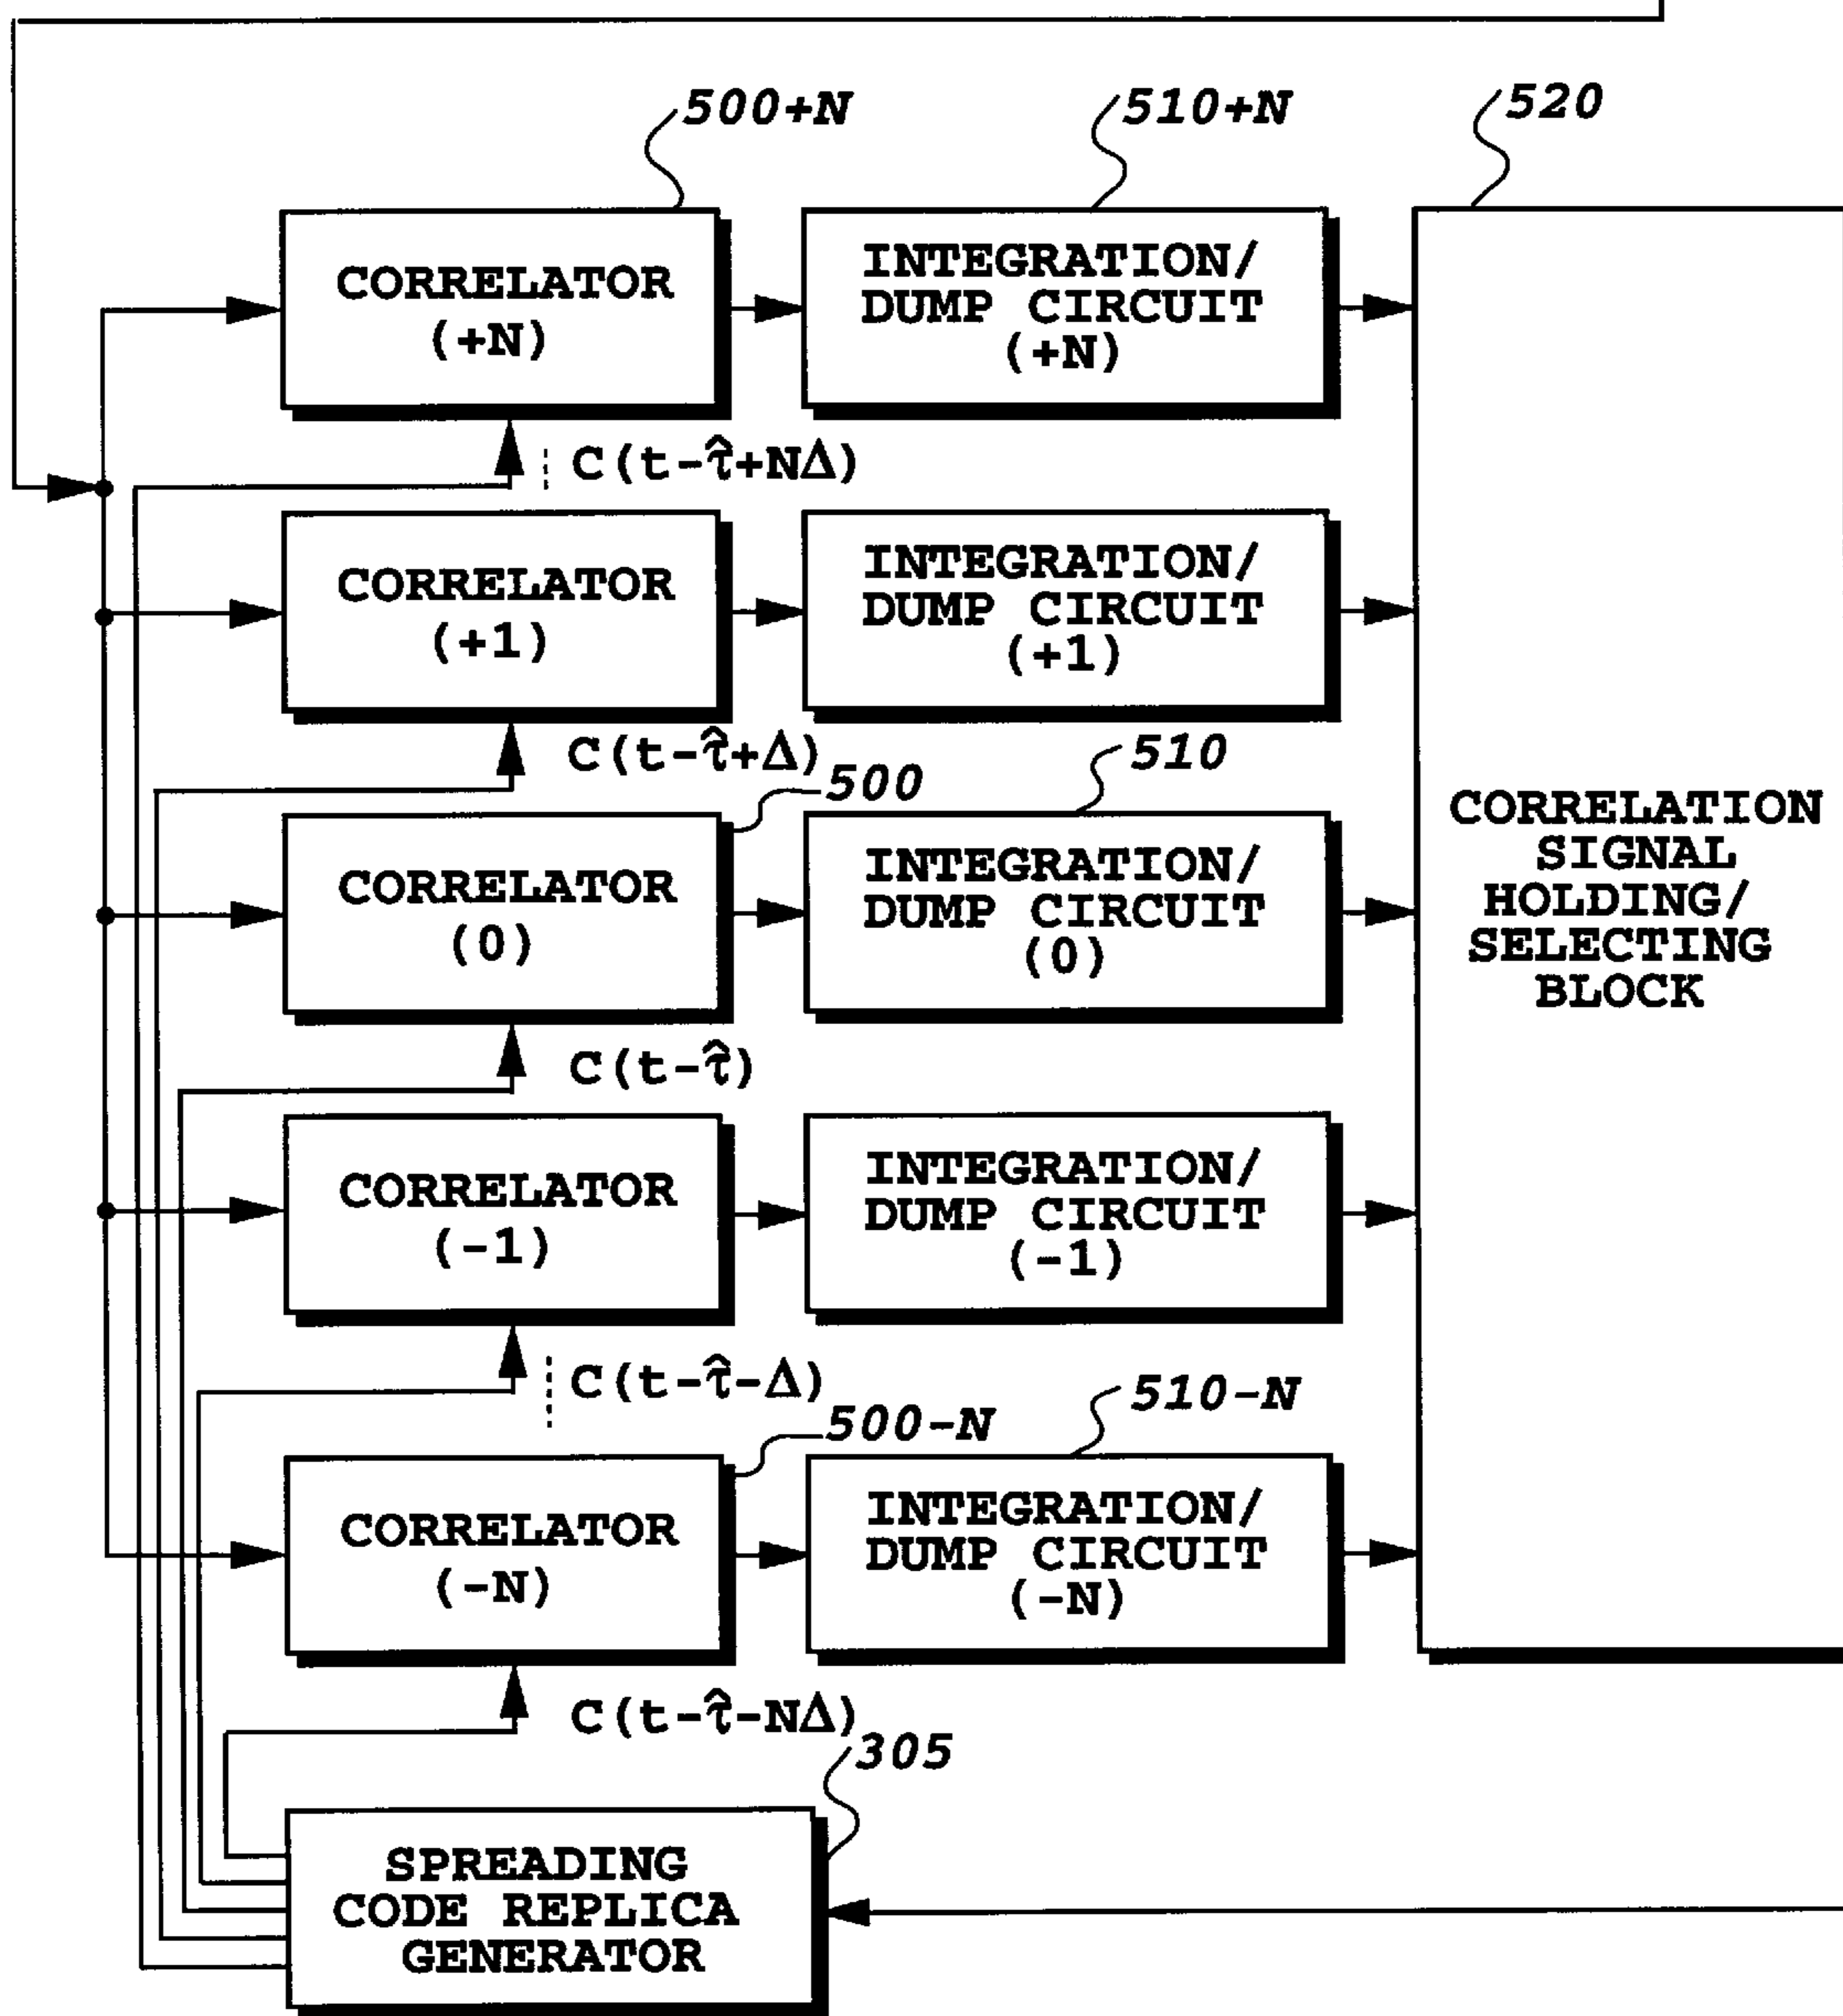 500+N
510+N
520
CORRELATOR
(+N)
INTEGRATION/
DUMP CIRCUIT
(+N)
C(t-τ̂+NΔ)
CORRELATOR
(+1)
INTEGRATION/
DUMP CIRCUIT
(+1)
C(t-τ̂+Δ)
500
510
CORRELATOR
(0)
INTEGRATION/
DUMP CIRCUIT
(0)
CORRELATION
SIGNAL
HOLDING/
SELECTING
BLOCK
C(t-τ̂)
CORRELATOR
(-1)
INTEGRATION/
DUMP CIRCUIT
(-1)
C(t-τ̂-Δ)
500-N
510-N
CORRELATOR
(-N)
INTEGRATION/
DUMP CIRCUIT
(-N)
C(t-τ̂-NΔ)
305
SPREADING
CODE REPLICA
GENERATOR